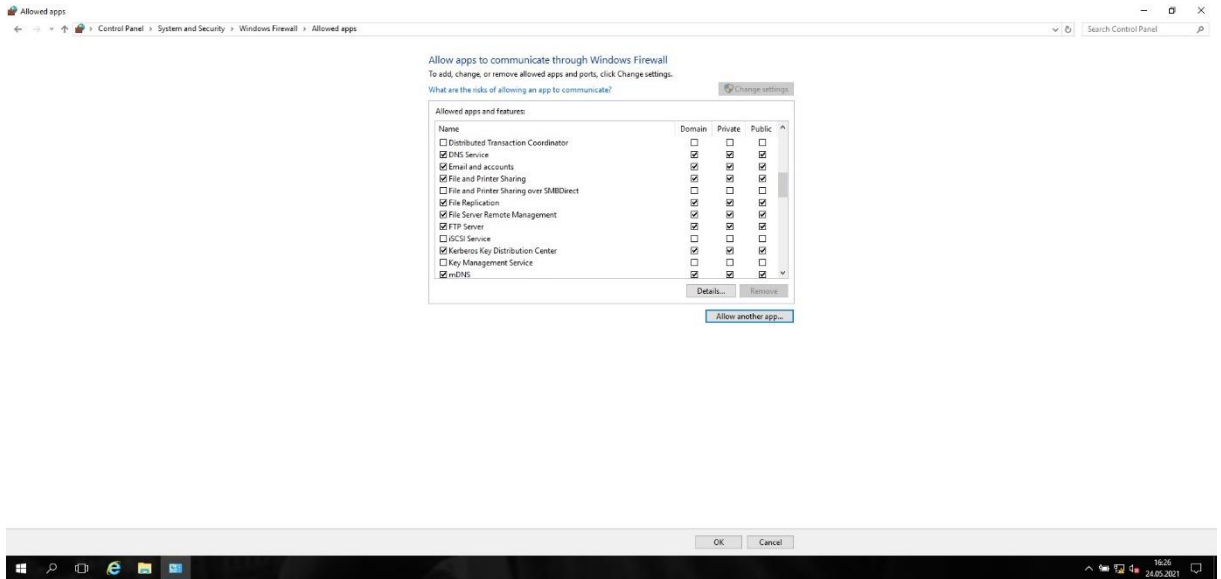 Allowed apps
Control Panel > System and Security > Windows Firewall > Allowed apps
Search Control Panel
Allow apps to communicate through Windows Firewall
To add, change, or remove allowed apps and ports, click Change settings.
What are the risks of allowing an app to communicate?
Change settings
Allowed apps and features:
Name Domain Private Public
Distributed Transaction Coordinator
DNS Service
Email and accounts
File and Printer Sharing
File and Printer Sharing over SMBDirect
File Replication
File Server Remote Management
FTP Server
iSCSI Service
Kerberos Key Distribution Center
Key Management Service
mDNS
Details... Remove
Allow another app...
OK Cancel
16:26
24.05.2021